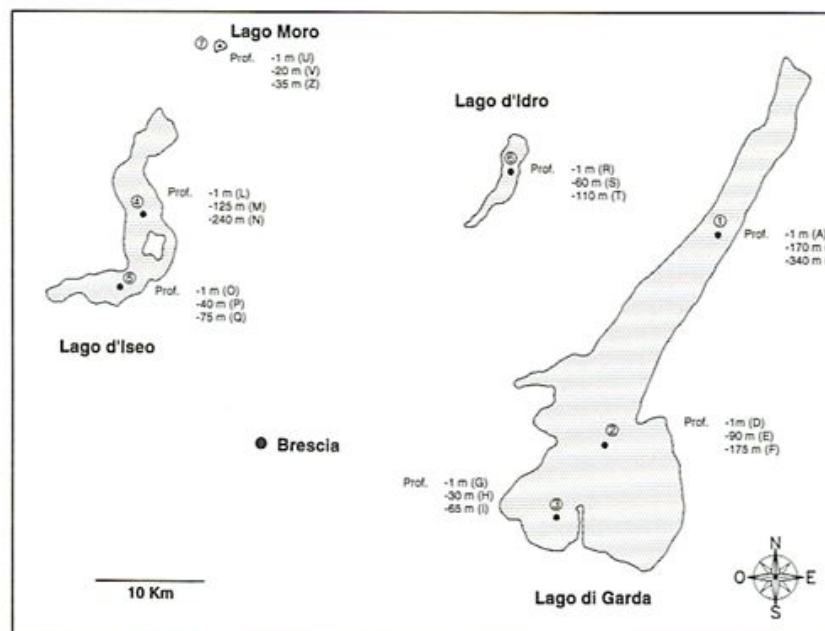 Lago Moro
7
Prof. -1 m (U)
-20 m (V)
-35 m (Z)
Lago d'Idro
6
Prof. -1 m (R)
-60 m (S)
-110 m (T)
4
Prof. -1 m (L)
-125 m (M)
-240 m (N)
1
Prof. -1 m (A)
-170 m
-340 m
5
Prof. -1 m (O)
-40 m (P)
-75 m (Q)
Lago d'Iseo
2
Prof. -1m (D)
-90 m (E)
-175 m (F)
Brescia
3
Prof. -1 m (G)
-30 m (H)
-65 m (I)
10 Km
Lago di Garda
N
O E
S